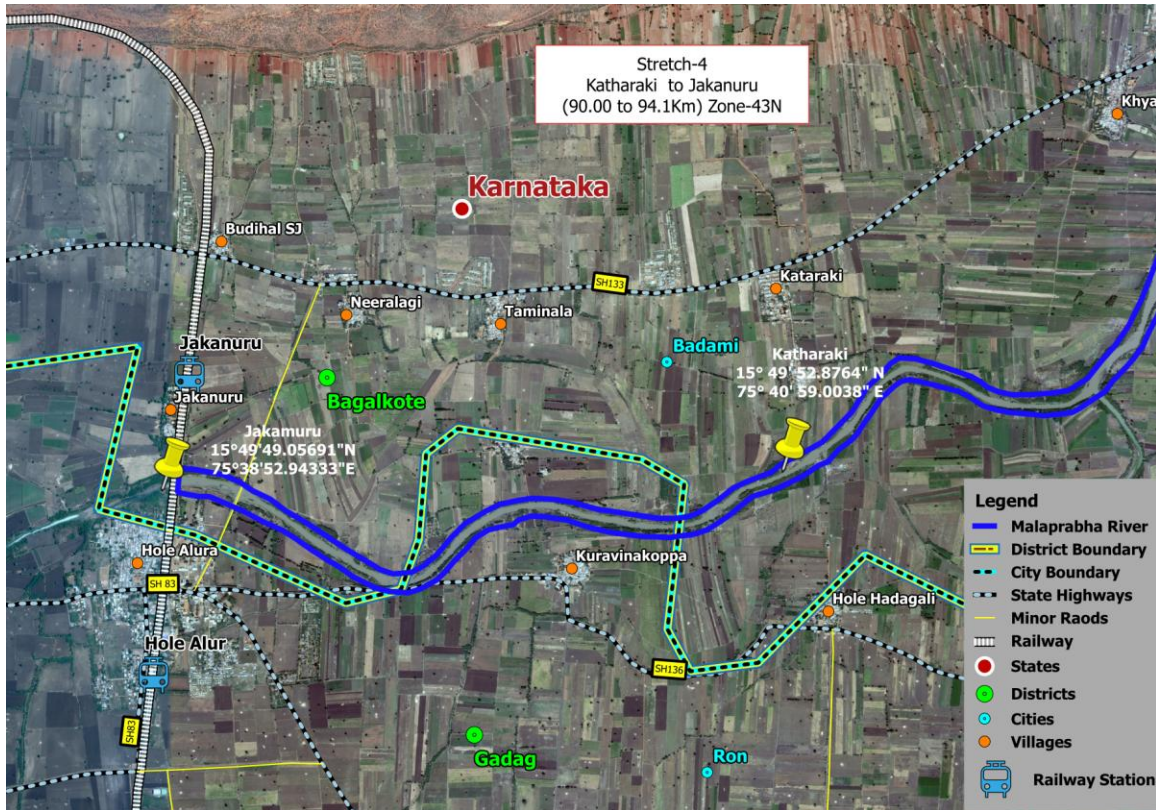 Stretch-4
Katharaki to Jakanuru
(90.00 to 94.1Km) Zone-43N
Khya
Karnataka
Budihal SJ
SH133
Kataraki
Neeralagi
Taminala
Jakanuru
Badami
Katharaki
15° 49' 52.8764" N
75° 40' 59.0038" E
Bagalkote
Jakanuru
Jakamuru
15°49'49.05691"N
75°38'52.94333"E
Hole Alura
SH 83
Kuravinakoppa
Hole Hadagali
Hole Alur
SH136
SH83
Gadag
Ron
Legend
Malaprabha River
District Boundary
City Boundary
State Highways
Minor Raods
Railway
States
Districts
Cities
Villages
Railway Station